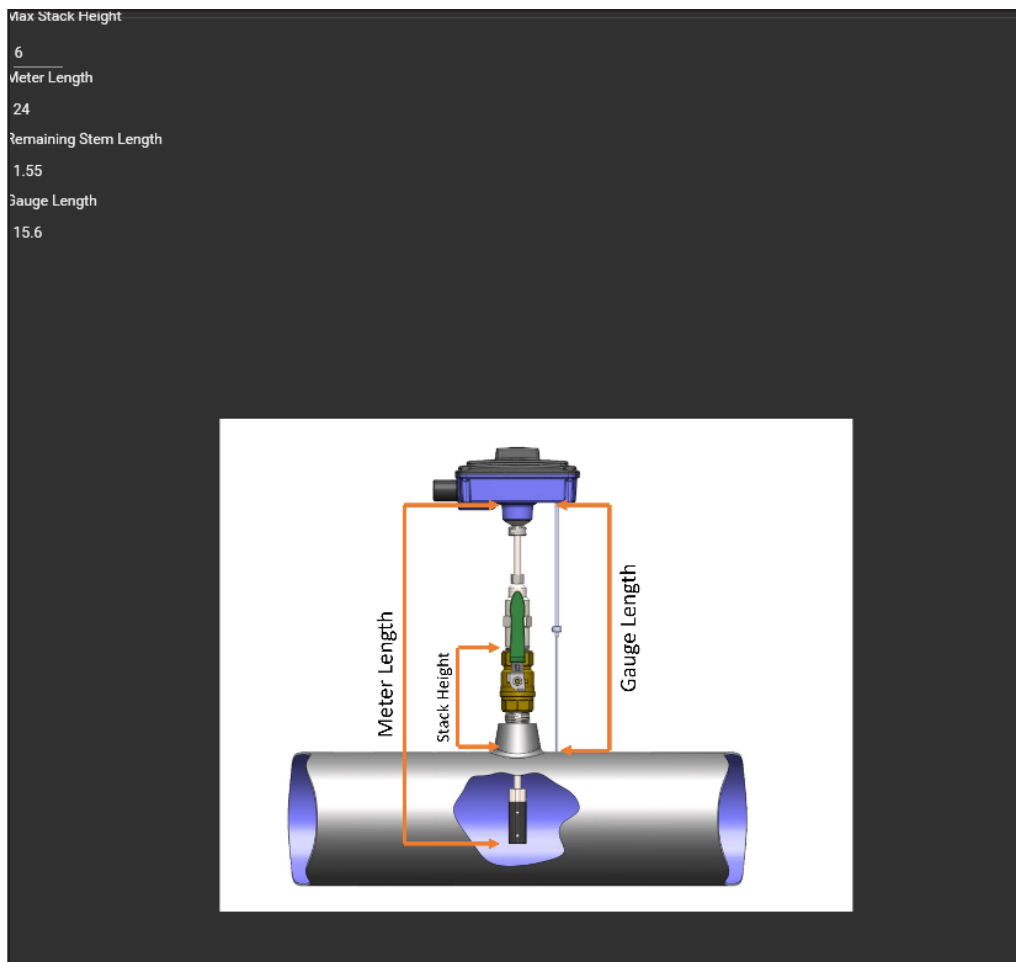 Max Stack Height
6
Meter Length
24
Remaining Stem Length
1.55
Gauge Length
15.6
Meter Length
Stack Height
Gauge Length